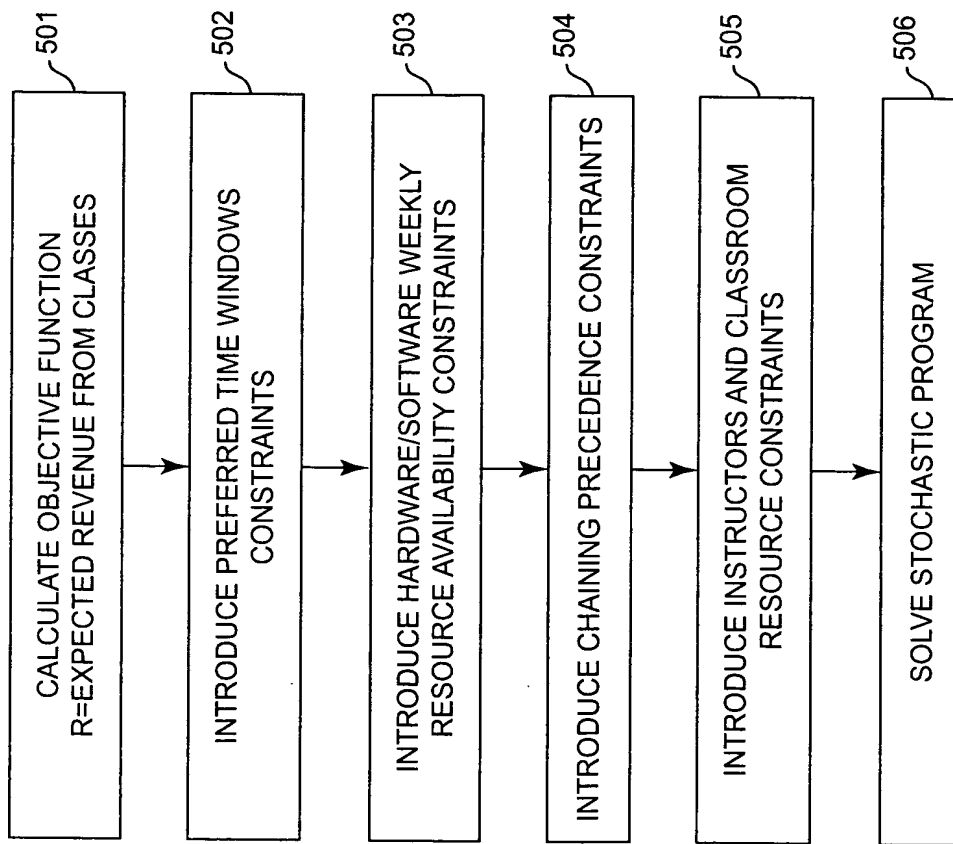 CALCULATE OBJECTIVE FUNCTION
R=EXPECTED REVENUE FROM CLASSES
501
INTRODUCE PREFERRED TIME WINDOWS
CONSTRAINTS
502
INTRODUCE HARDWARE/SOFTWARE WEEKLY
RESOURCE AVAILABILITY CONSTRAINTS
503
INTRODUCE CHAINING PRECEDENCE CONSTRAINTS
504
INTRODUCE INSTRUCTORS AND CLASSROOM
RESOURCE CONSTRAINTS
505
SOLVE STOCHASTIC PROGRAM
506